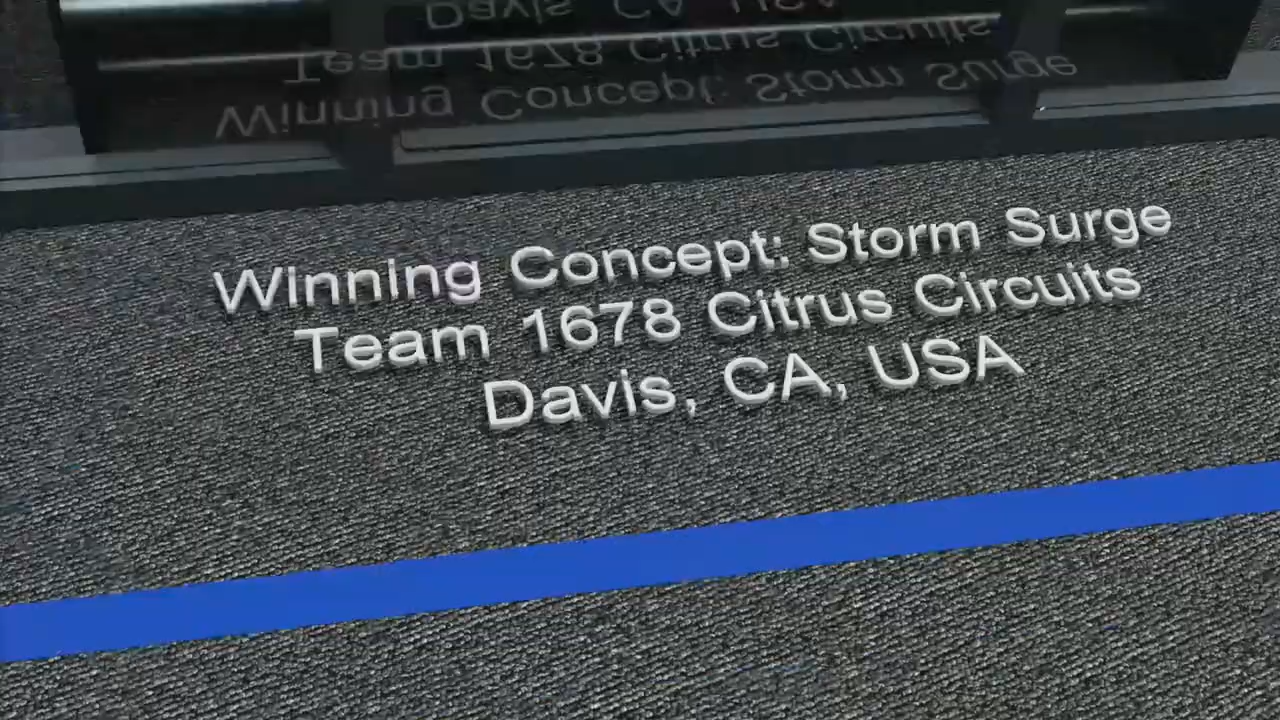 Winning Concept: Storm Surge
Team 1678 Citrus Circuits
Davis, CA, USA